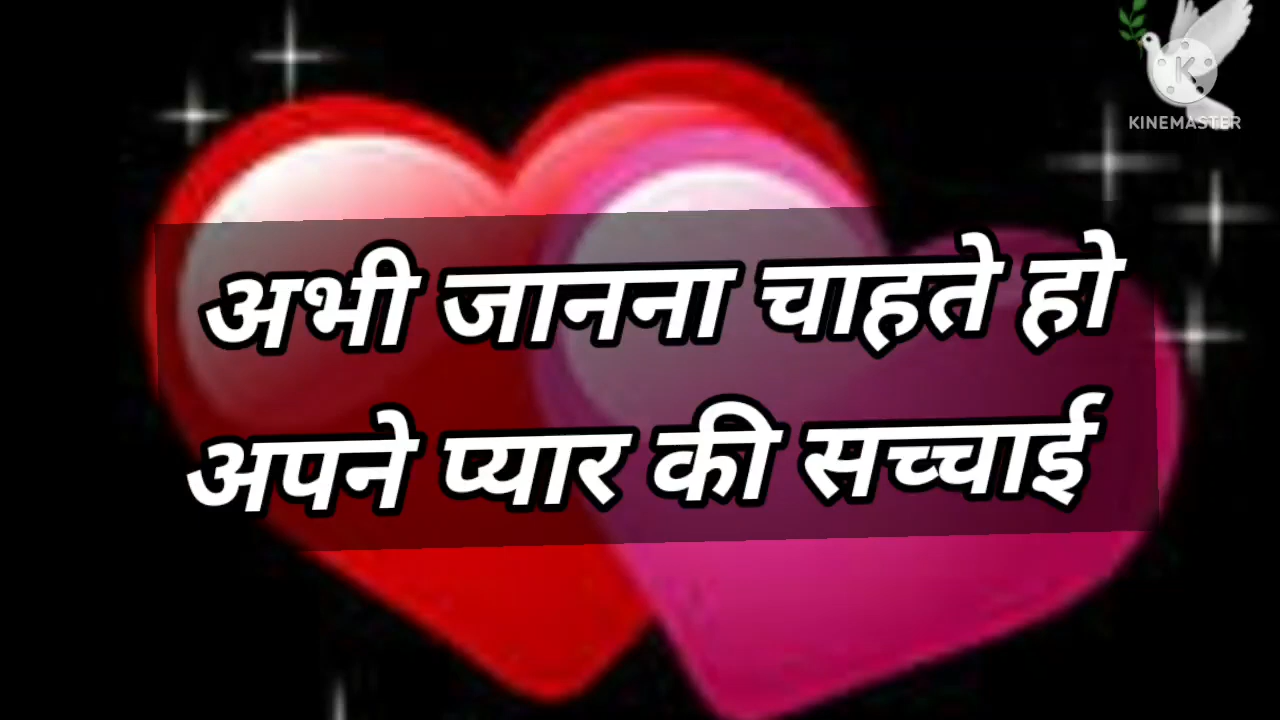 KINEMASTER
अभी जानना चाहते हो
अपने प्यार की सच्चाई